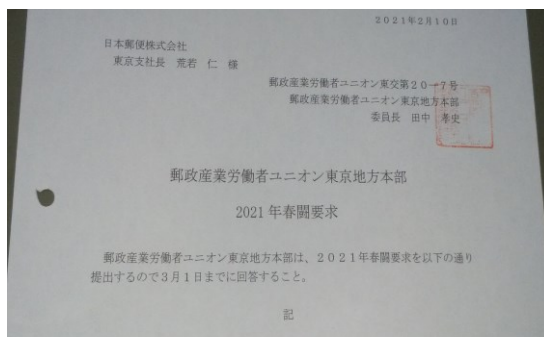 2021年2月10日
日本郵便株式会社
東京支社長 荒若 仁 様
郵政産業労働者ユニオン東交第20-7号
郵政産業労働者ユニオン東京地方本部
委員長 田中 孝史
郵政産業労働者ユニオン東京地方本部
2021年春闘要求
郵政産業労働者ユニオン東京地方本部は、2021年春闘要求を以下の通り
提出するので3月1日までに回答すること。
記